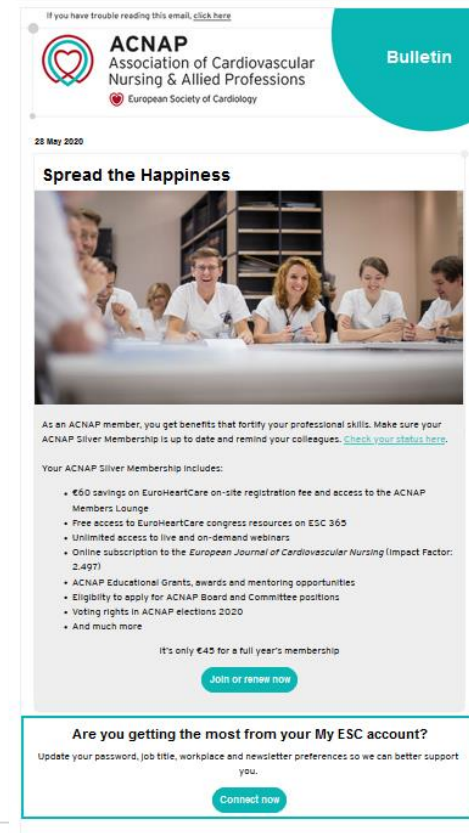 If you have trouble reading this email, click here
ACNAP
Association of Cardiovascular
Nursing & Allied Professions
European Society of Cardiology
Bulletin
28 May 2020
Spread the Happiness
As an ACNAP member, you get benefits that fortify your professional skills. Make sure your
ACNAP Silver Membership is up to date and remind your colleagues. Check your status here.
Your ACNAP Silver Membership includes:
• €60 savings on EuroHeartCare on-site registration fee and access to the ACNAP
Members Lounge
• Free access to EuroHeartCare congress resources on ESC 365
• Unlimited access to live and on-demand webinars
• Online subscription to the European Journal of Cardiovascular Nursing (Impact Factor:
2.497)
• ACNAP Educational Grants, awards and mentoring opportunities
• Eligibility to apply for ACNAP Board and Committee positions
• Voting rights in ACNAP elections 2020
• And much more
It's only €45 for a full year's membership
Join or renew now
Are you getting the most from your My ESC account?
Update your password, job title, workplace and newsletter preferences so we can better support
you.
Connect now